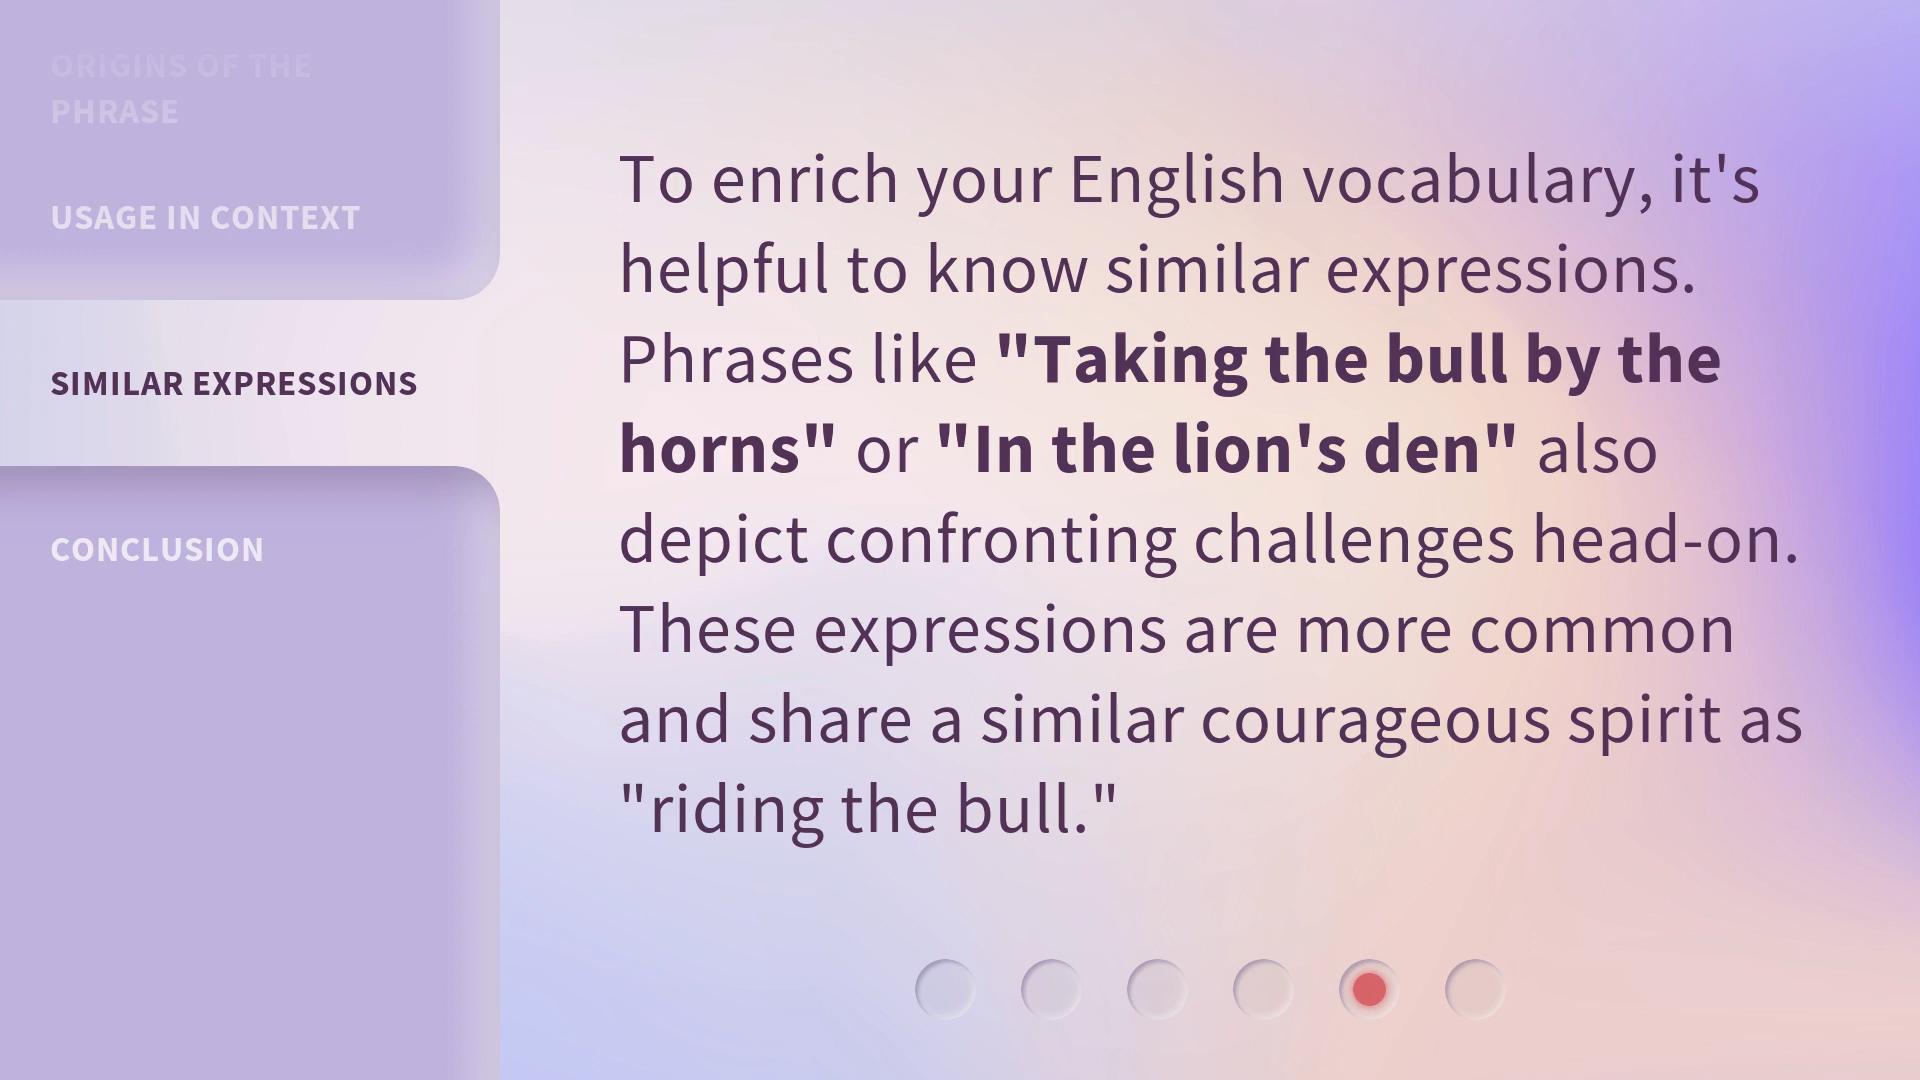 ORIGINS OF THE
PHRASE
USAGE IN CONTEXT
SIMILAR EXPRESSIONS
CONCLUSION
To enrich your English vocabulary, it's
helpful to know similar expressions.
Phrases like "Taking the bull by the
horns" or "In the lion's den" also
depict confronting challenges head-on.
These expressions are more common
and share a similar courageous spirit as
"riding the bull."